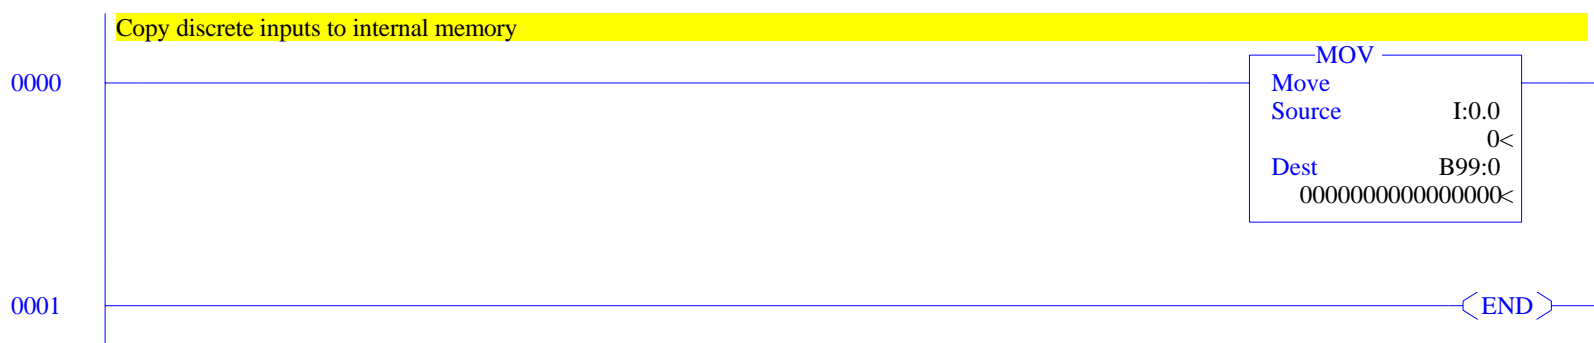 Copy discrete inputs to internal memory
MOV
0000
Move
Source I:0.0
0<
Dest B99:0
0000000000000000<
0001
END